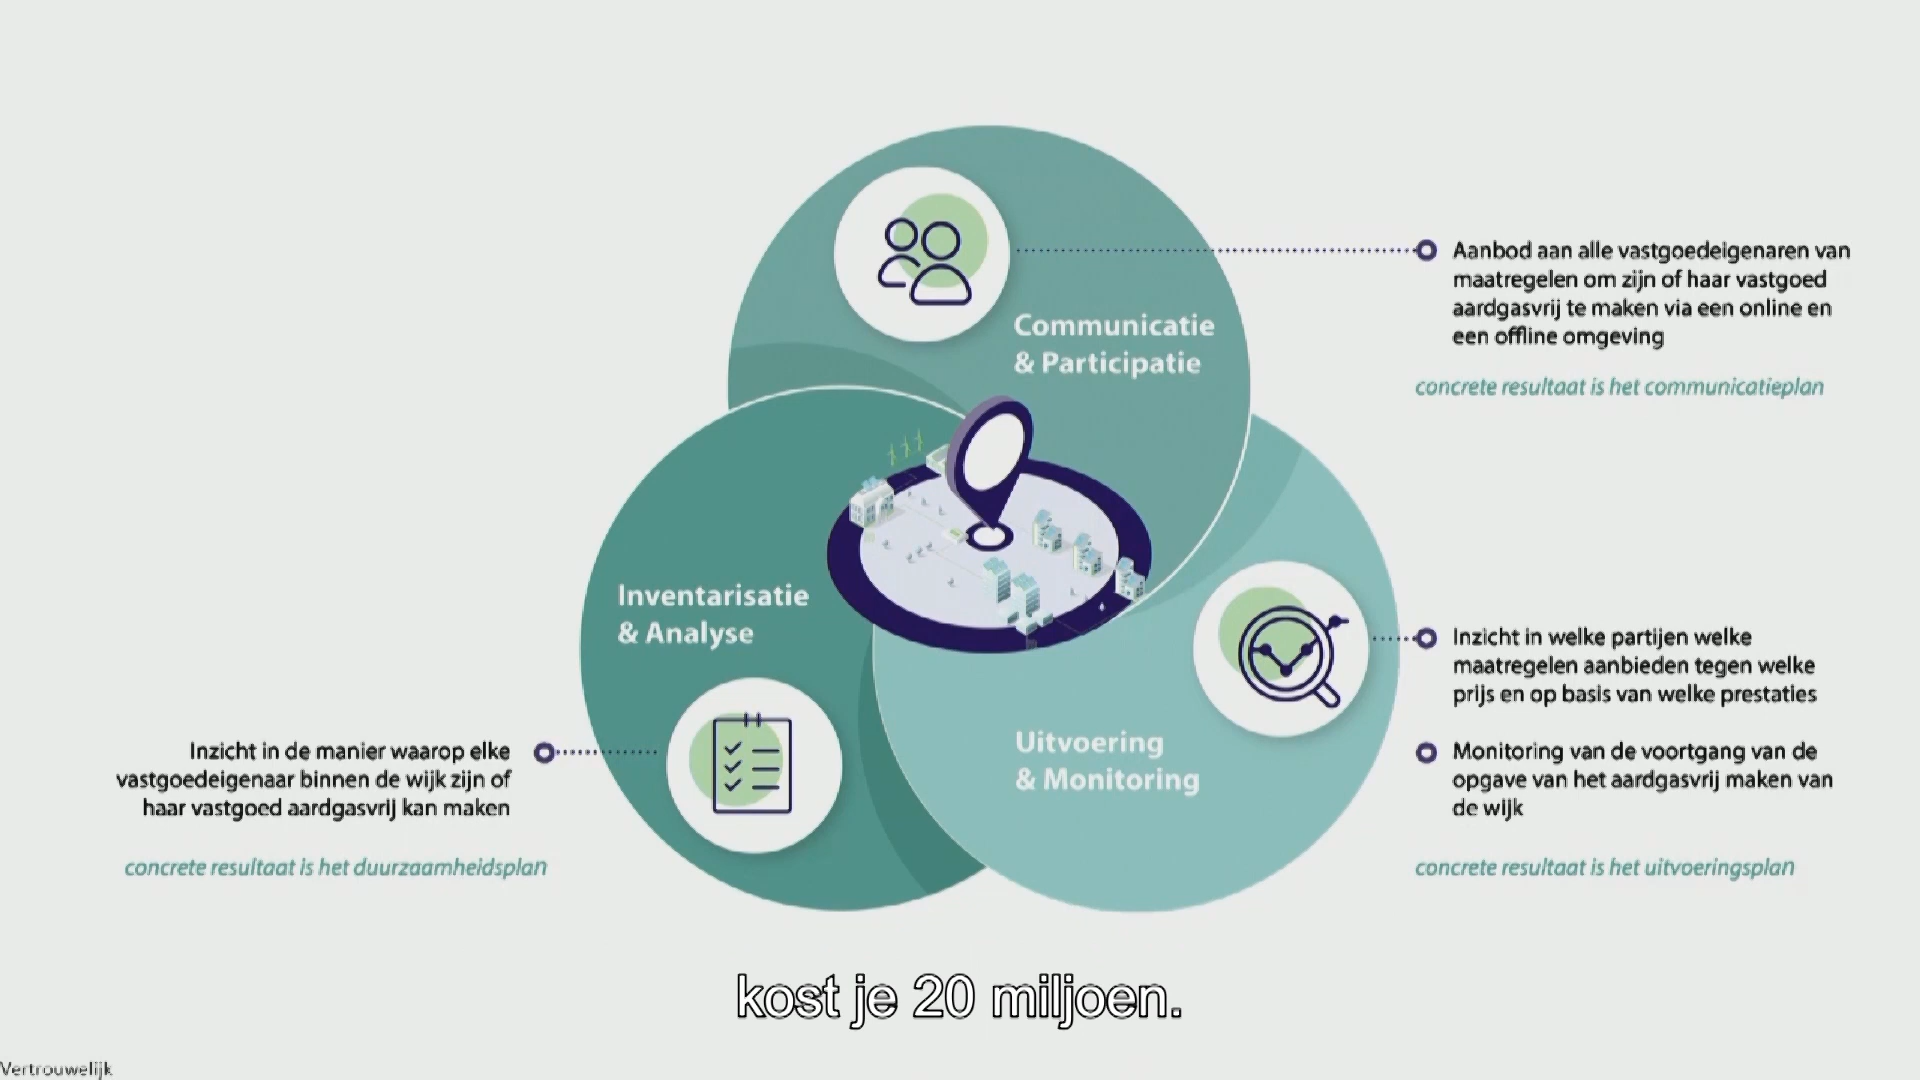 Communicatie
& Participatie
Aanbod aan alle vastgoedeigenaren van
maatregelen om zijn of haar vastgoed
aardgasvrij te maken via een online en
een offline omgeving
concrete resultaat is het communicatieplan
Inventarisatie
& Analyse
Inzicht in de manier waarop elke
vastgoedeigenaar binnen de wijk zijn of
haar vastgoed aardgasvrij kan maken
concrete resultaat is het duurzaamheidsplan
Uitvoering
& Monitoring
Inzicht in welke partijen welke
maatregelen aanbieden tegen welke
prijs en op basis van welke prestaties
Monitoring van de voortgang van de
opgave van het aardgasvrij maken van
de wijk
concrete resultaat is het uitvoeringsplan
kost je 20 miljoen.
Vertrouwelijk